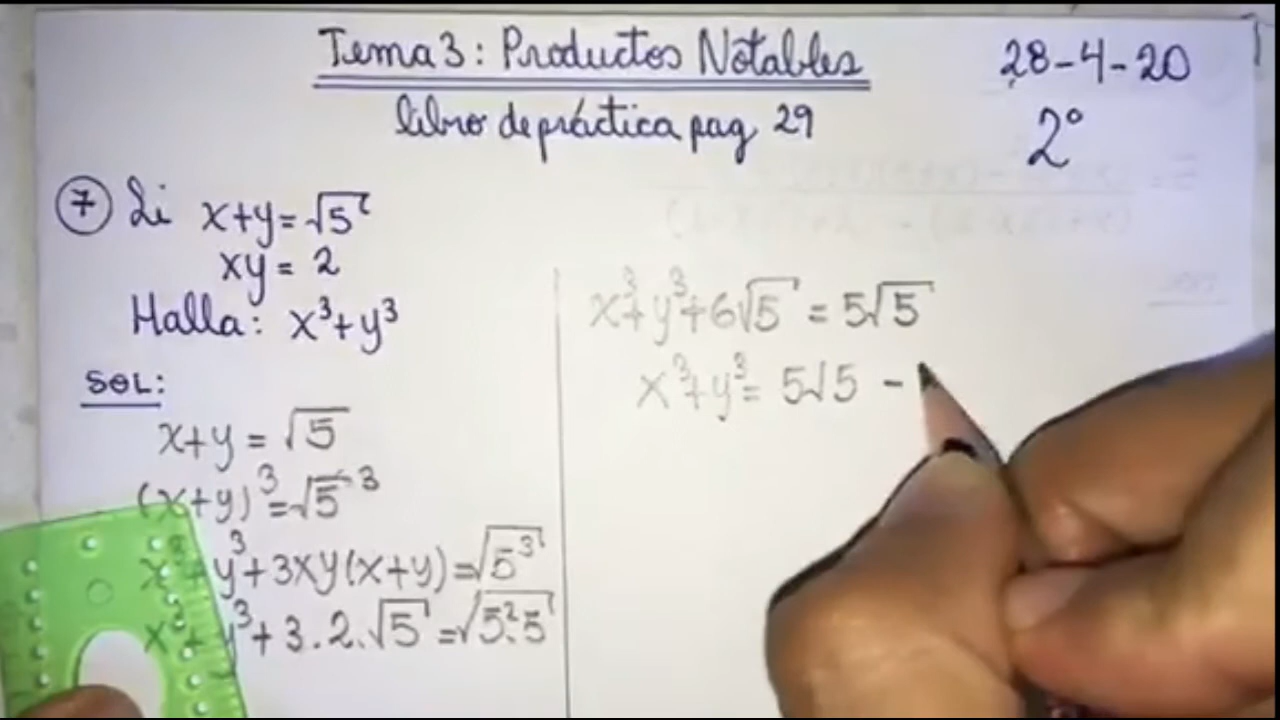 Tema 3: Productos Notables
28-4-20
libro de práctica pag 29
2°
7 Si x+y=√5
xy = 2
Halla: x³+y³
SOL:
x+y = √5
(x+y)³=√5³
x³+y³+3xy(x+y)=√5³
x³+y³+3.2.√5=√5².5
x³+y³+6√5 = 5√5
x³+y³= 5√5 -